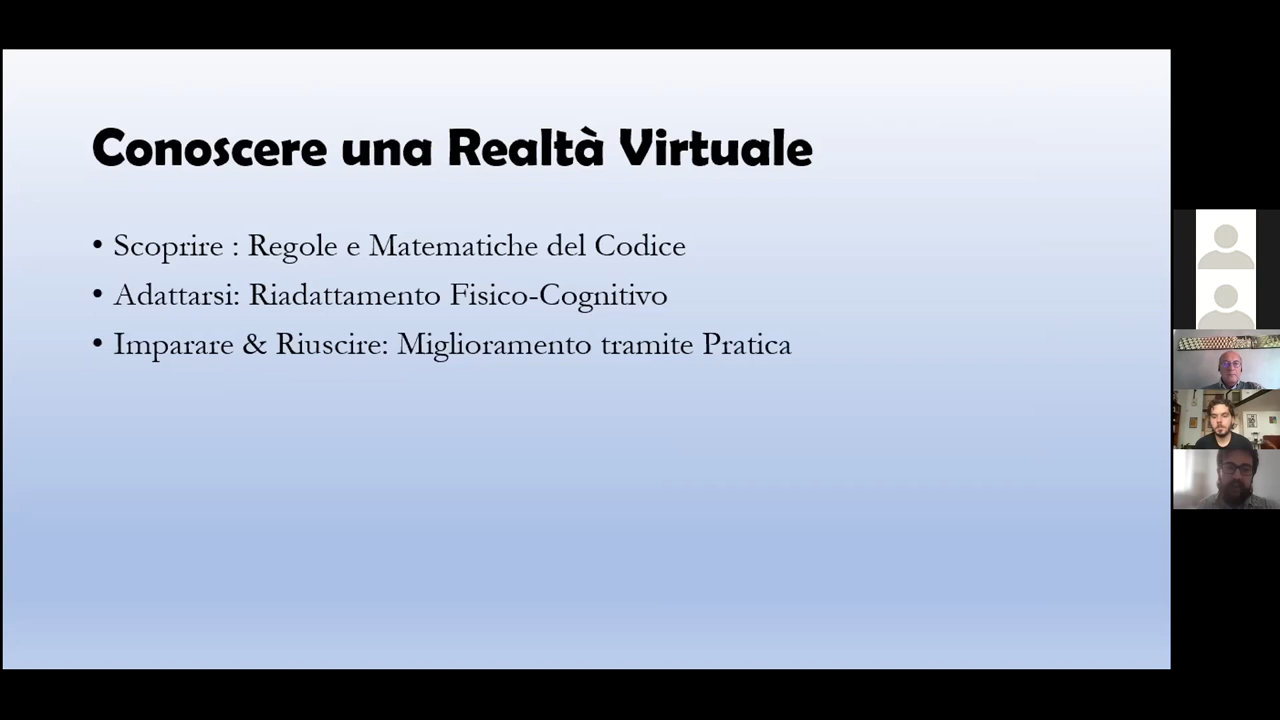 Conoscere una Realtà Virtuale
• Scoprire : Regole e Matematiche del Codice
• Adattarsi: Riadattamento Fisico-Cognitivo
• Imparare & Riuscire: Miglioramento tramite Pratica